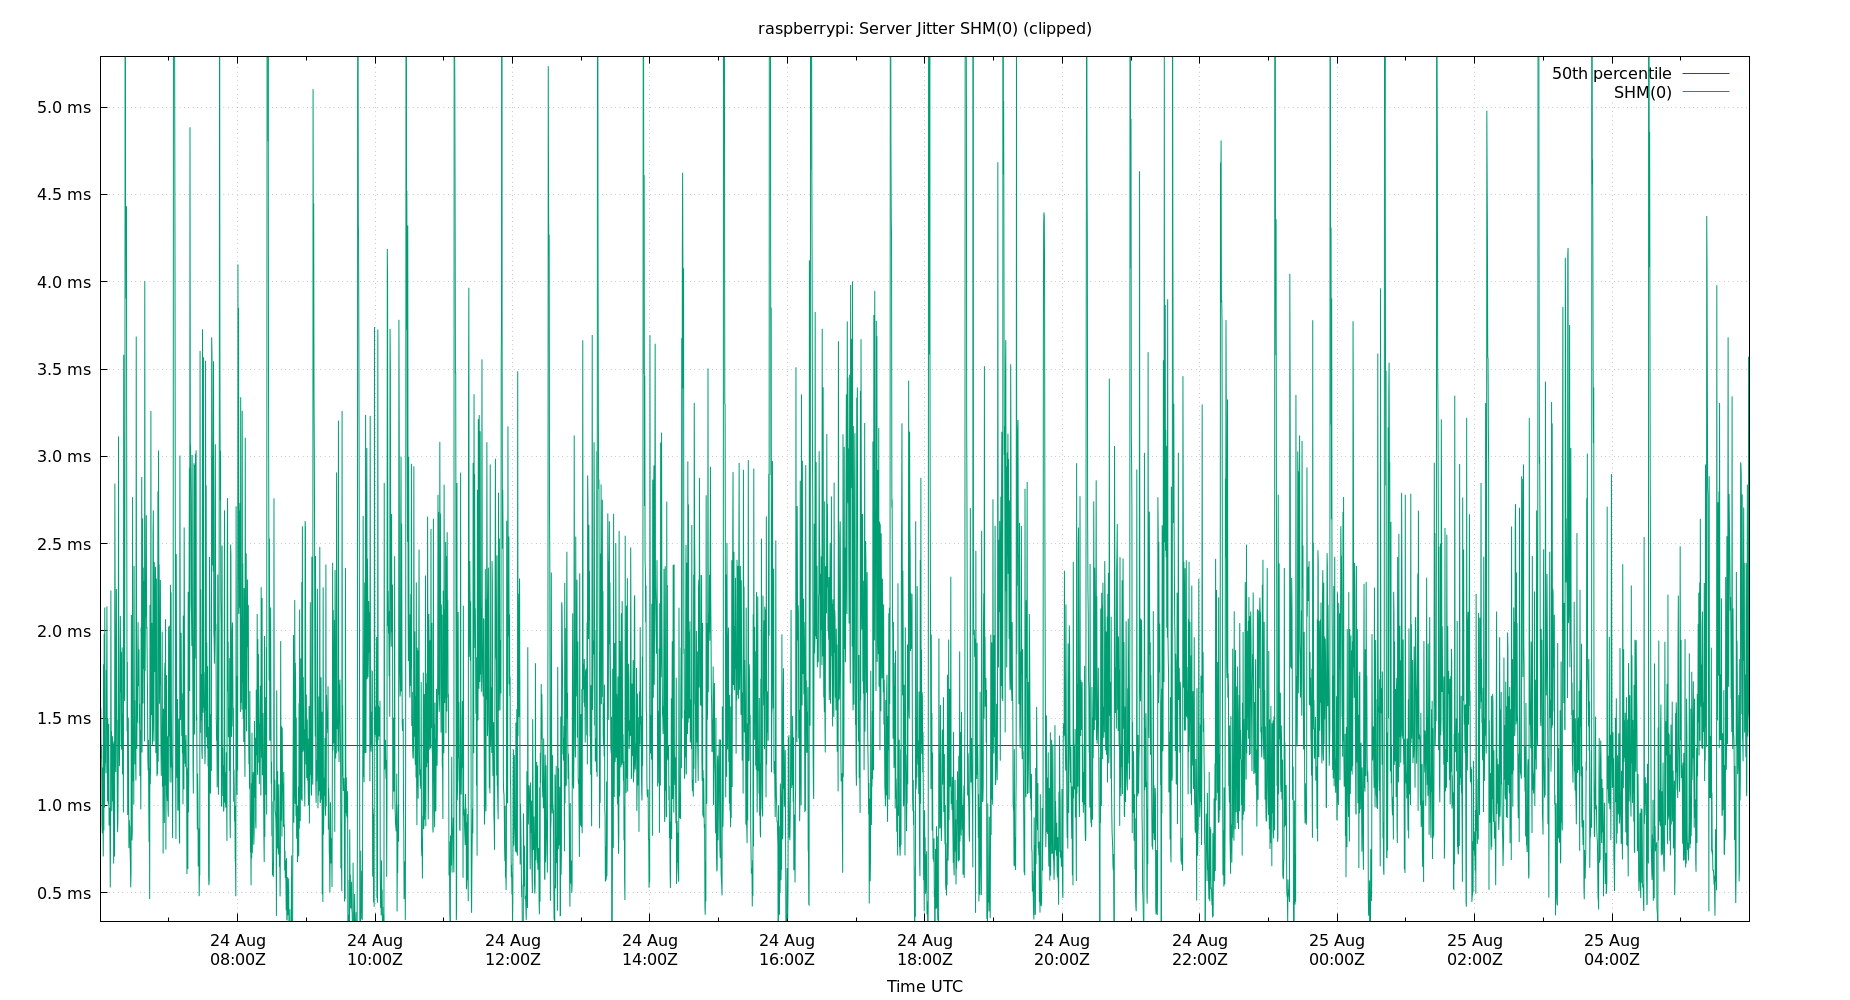 raspberrypi: Server Jitter SHM(0) (clipped)
50th percentile
SHM(0)
5.0 ms
4.5 ms
4.0 ms
3.5 ms
3.0 ms
2.5 ms
2.0 ms
1.5 ms
1.0 ms
0.5 ms
24 Aug 24 Aug 24 Aug 24 Aug 24 Aug 24 Aug 24 Aug 24 Aug 25 Aug 25 Aug 25 Aug
08:00Z 10:00Z 12:00Z 14:00Z 16:00Z 18:00Z 20:00Z 22:00Z 00:00Z 02:00Z 04:00Z
Time UTC